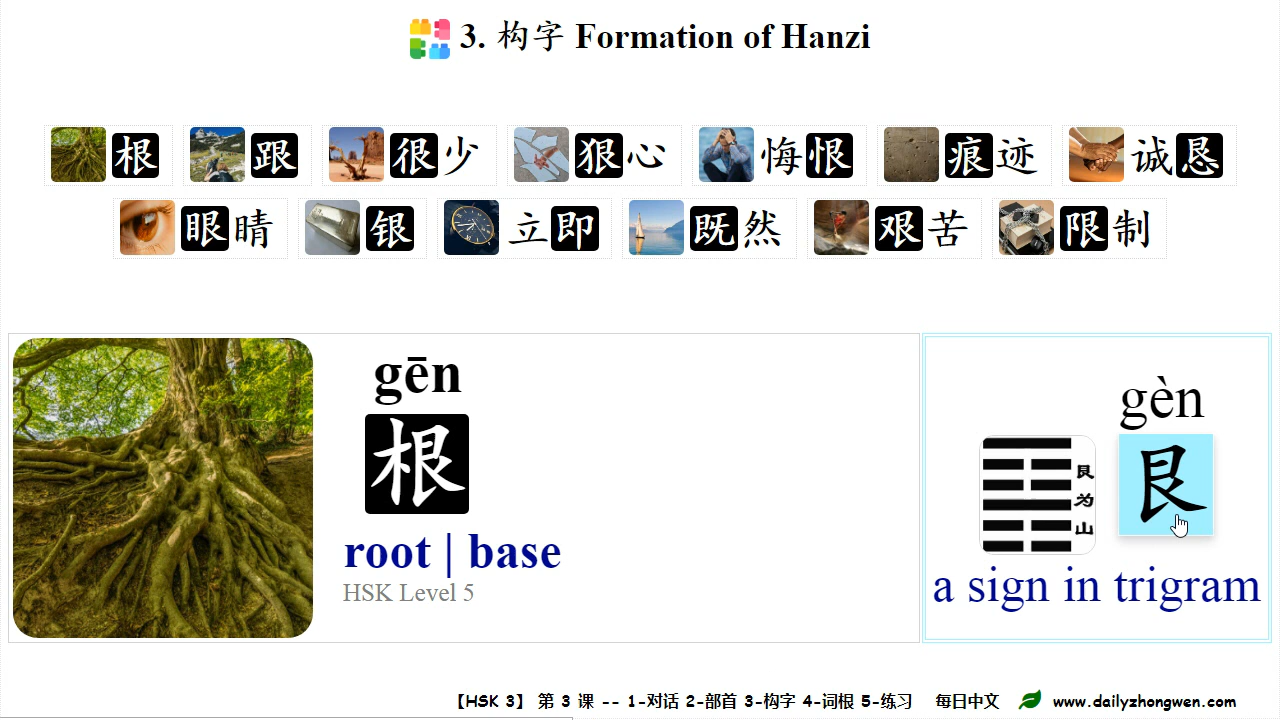 3. 构字 Formation of Hanzi
根 跟 很少 狠心 悔恨 痕迹 诚恳
眼睛 银 立即 既然 艰苦 限制
gēn
根
root | base
HSK Level 5
gèn
艮
艮为山
a sign in trigram
【HSK 3】 第 3 课 -- 1-对话 2-部首 3-构字 4-词根 5-练习 每日中文 www.dailyzhongwen.com